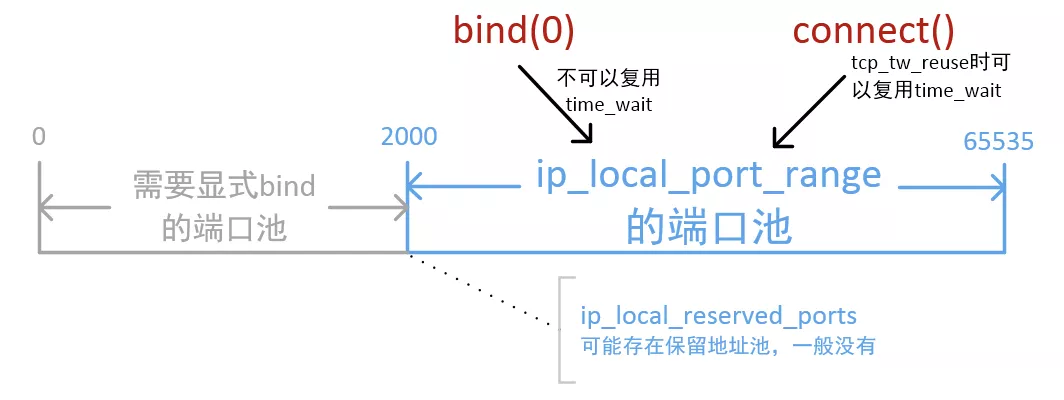 bind(0)
connect()
不可以复用
time_wait
tcp_tw_reuse时可
以复用time_wait
0
2000
65535
需要显式bind
的端口池
ip_local_port_range
的端口池
ip_local_reserved_ports
可能存在保留地址池，一般没有